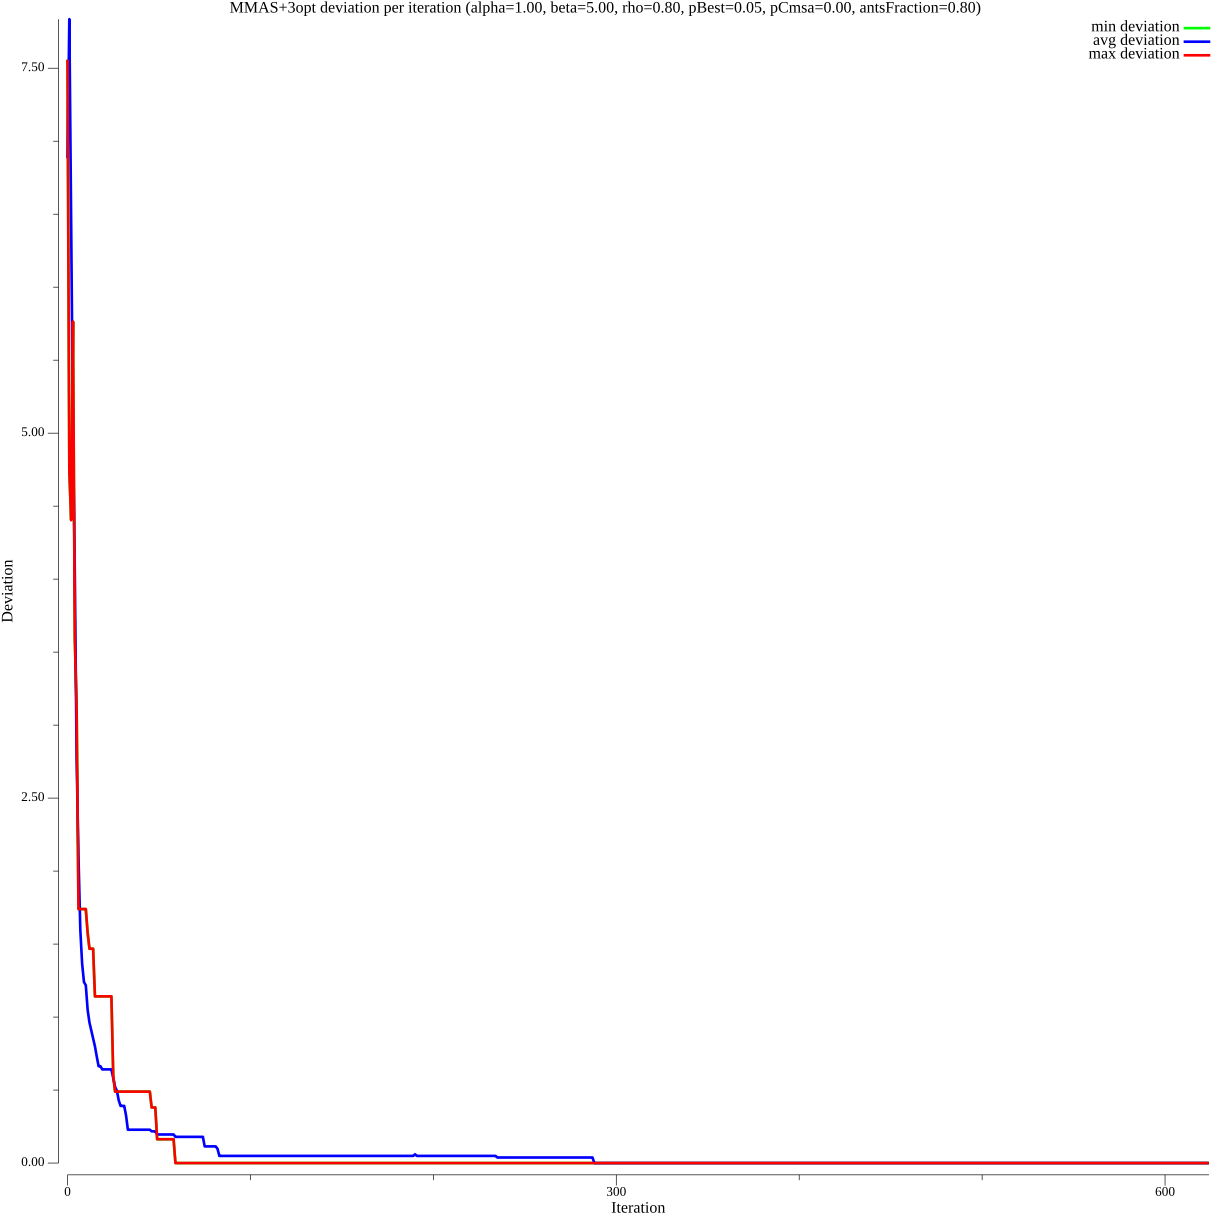 MMAS+3opt deviation per iteration (alpha=1.00, beta=5.00, rho=0.80, pBest=0.05, pCmsa=0.00, antsFraction=0.80)
min deviation
avg deviation
max deviation
7.50
5.00
2.50
0.00
Deviation
0
300
600
Iteration